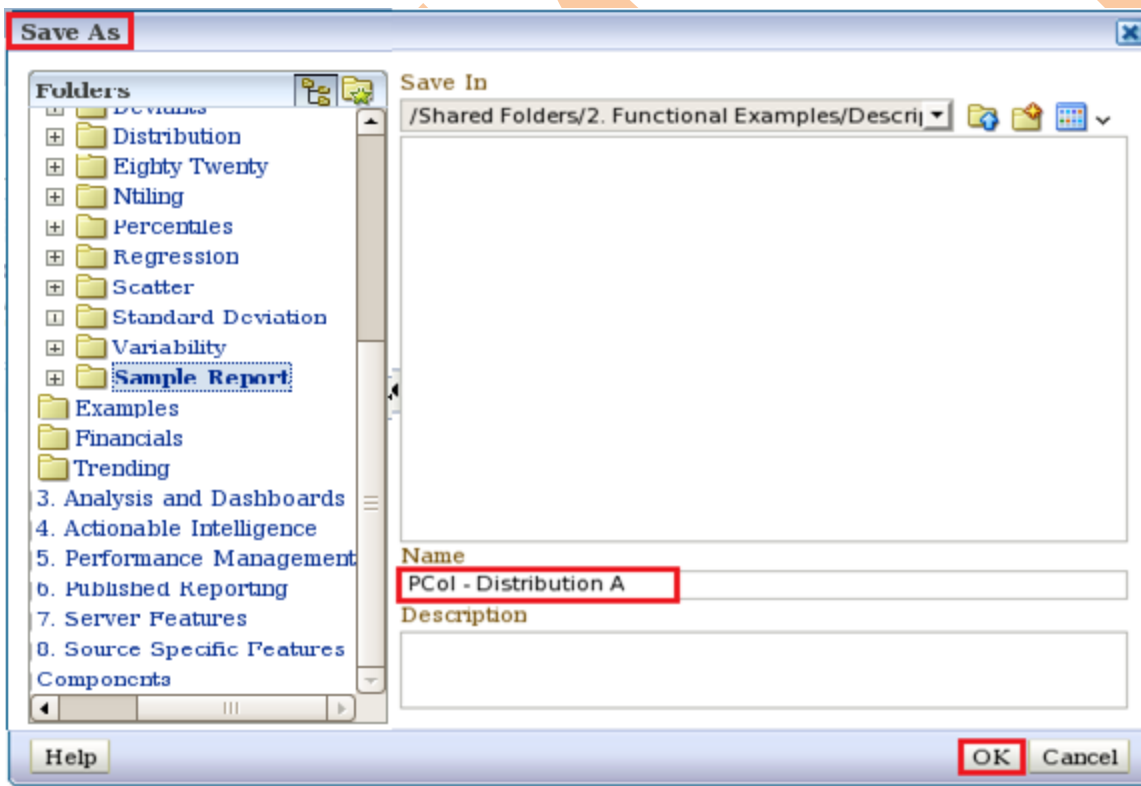 Save As
Folders
Deviants
Distribution
Eighty Twenty
Ntiling
Percentiles
Regression
Scatter
Standard Deviation
Variability
Sample Report
Examples
Financials
Trending
3. Analysis and Dashboards
4. Actionable Intelligence
5. Performance Management
6. Published Reporting
7. Server Features
8. Source Specific Features
Components
Save In
/Shared Folders/2. Functional Examples/Descri
Name
PCol - Distribution A
Description
Help
OK
Cancel